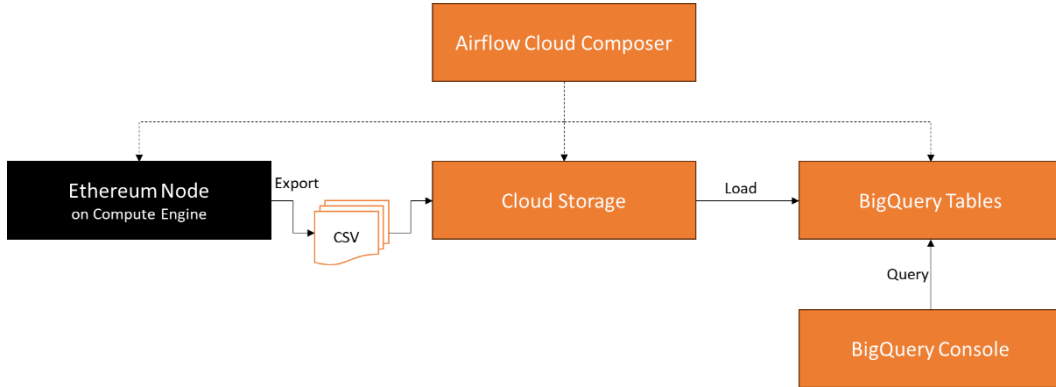 Airflow Cloud Composer
Ethereum Node
on Compute Engine
Export
CSV
Cloud Storage
Load
BigQuery Tables
Query
BigQuery Console